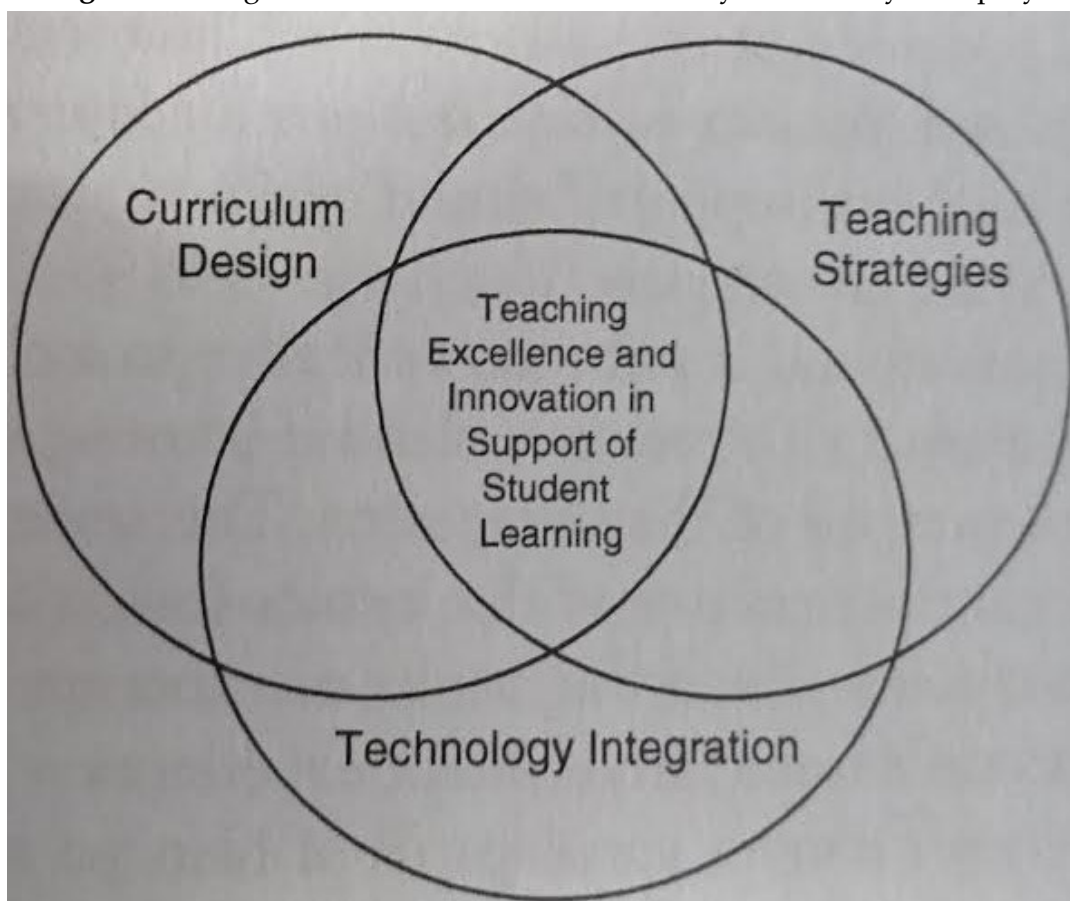 Curriculum
Design
Teaching
Strategies
Teaching
Excellence and
Innovation in
Support of
Student
Learning
Technology Integration